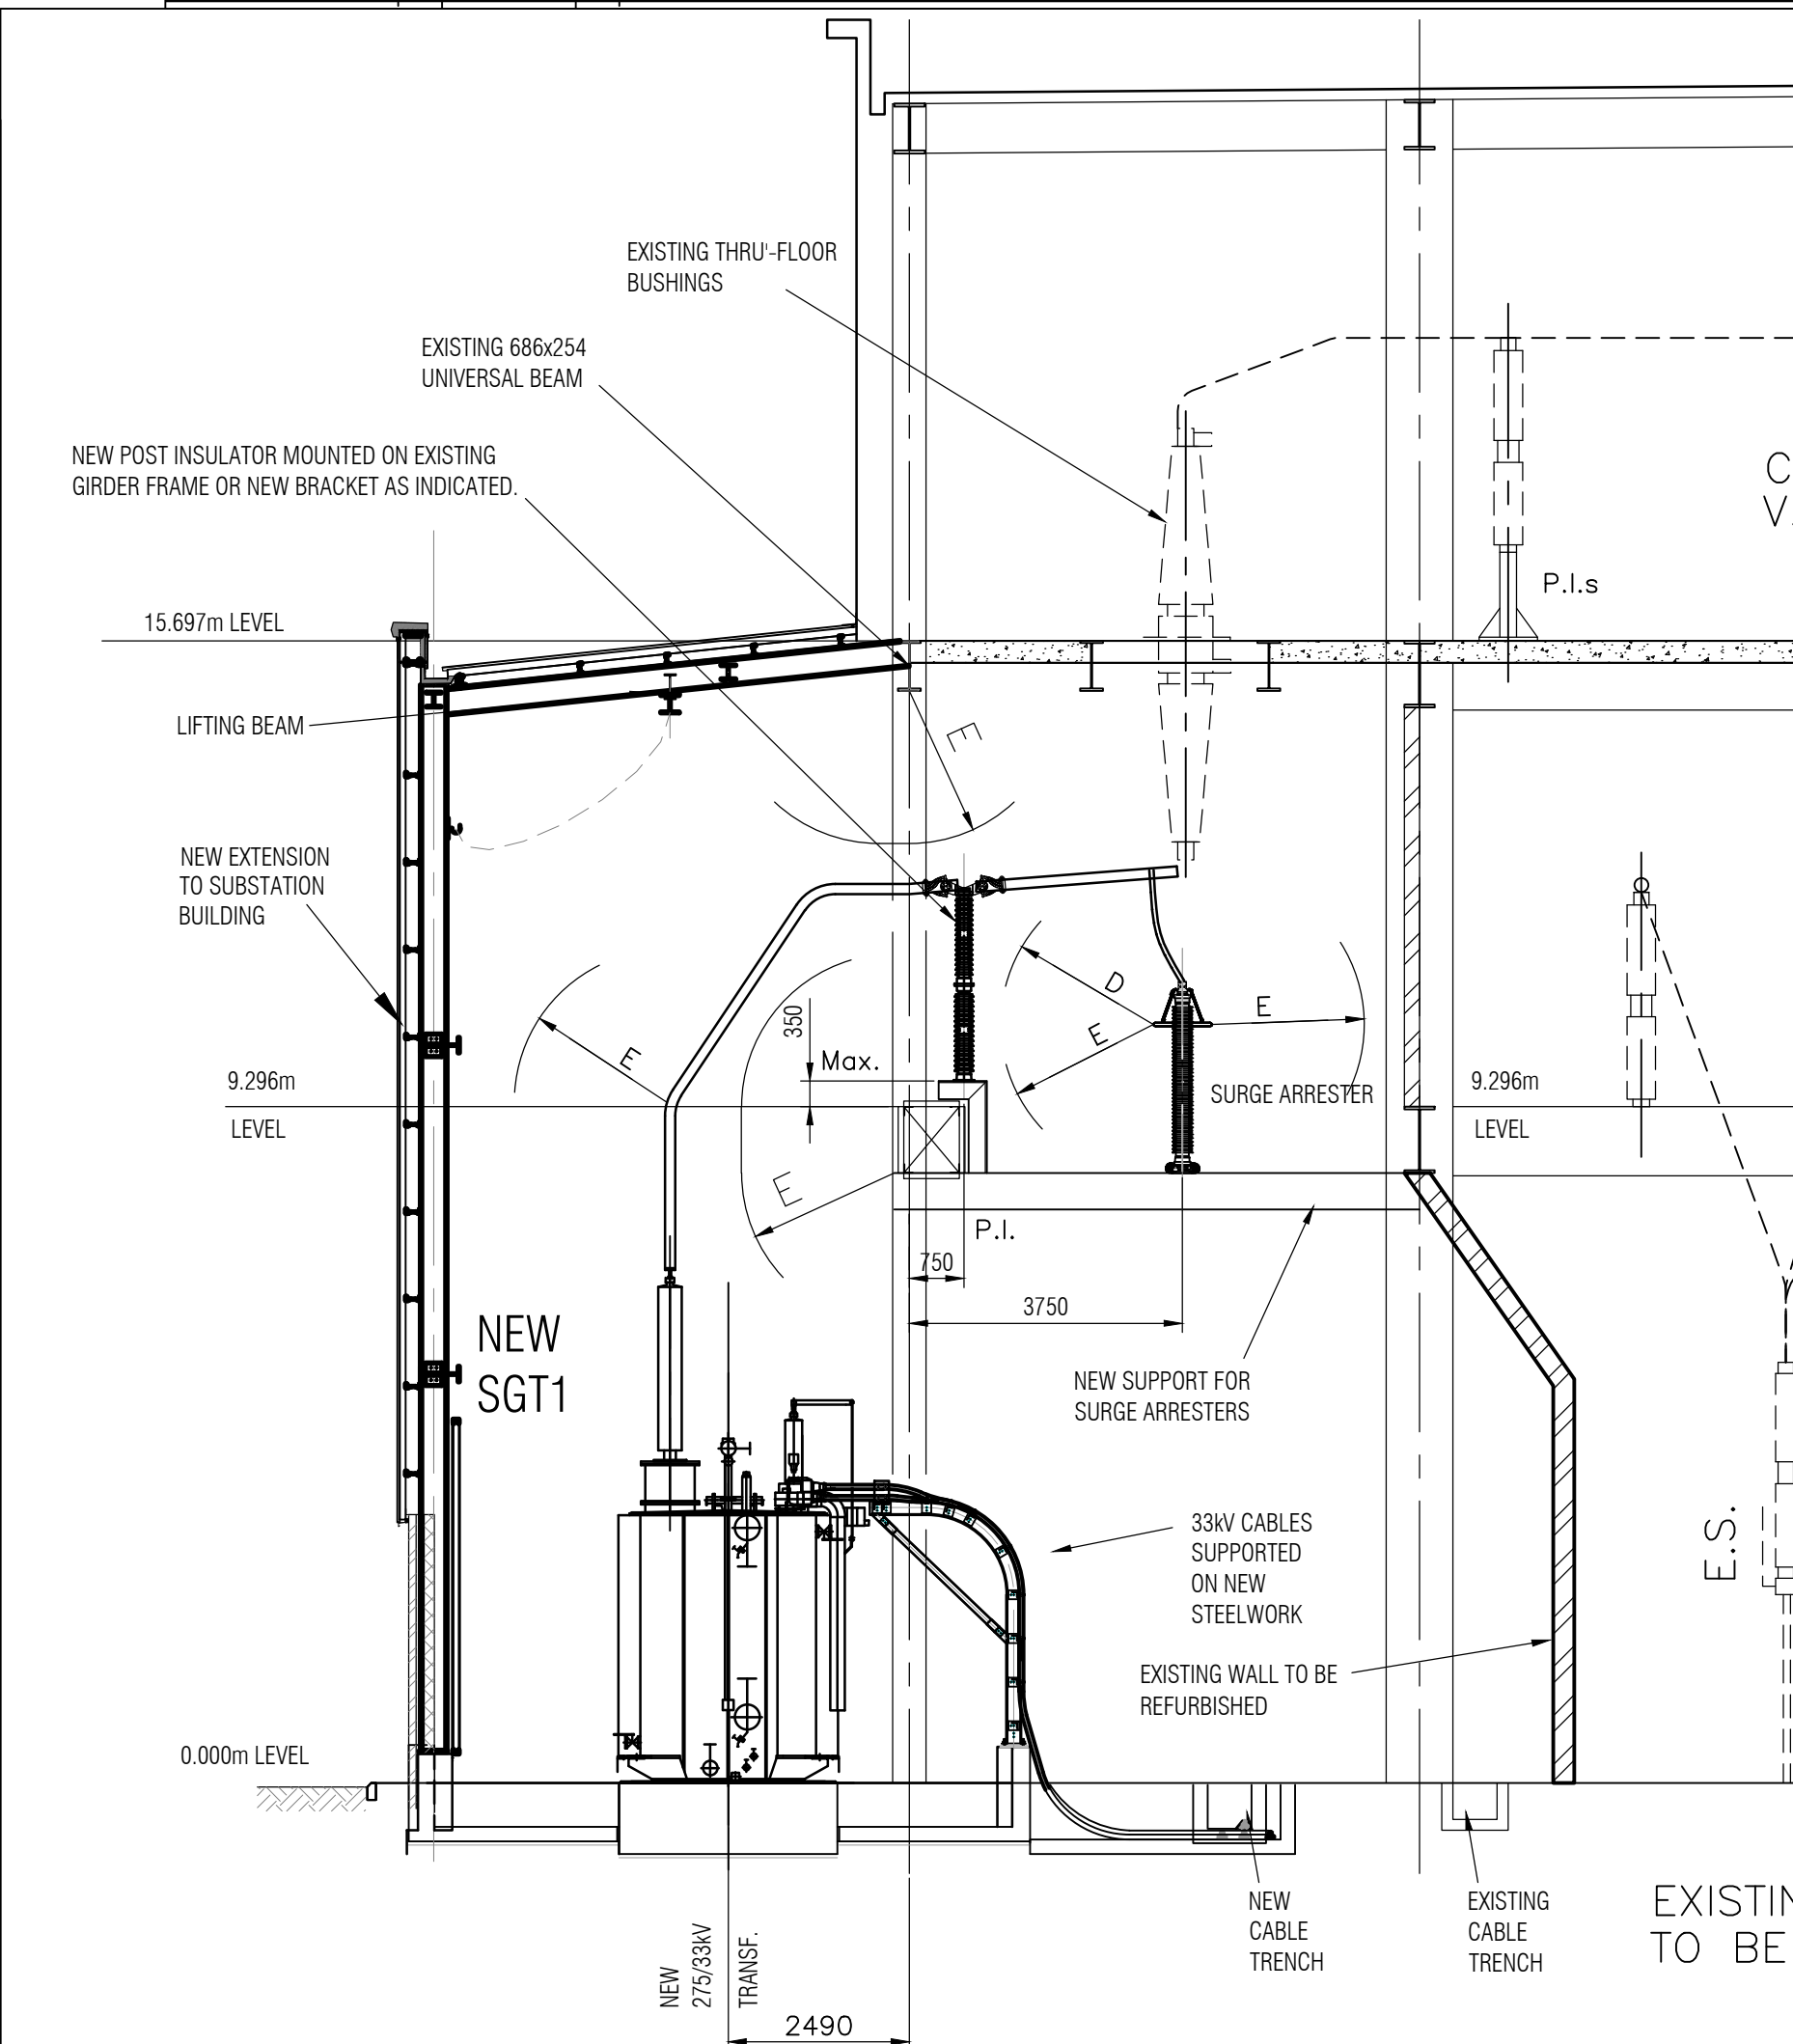 EXISTING THRU'-FLOOR
BUSHINGS
EXISTING 686x254
UNIVERSAL BEAM
NEW POST INSULATOR MOUNTED ON EXISTING
GIRDER FRAME OR NEW BRACKET AS INDICATED.
C
V
P.I.s
15.697m LEVEL
LIFTING BEAM
E
NEW EXTENSION
TO SUBSTATION
BUILDING
D
E
E
E
350
Max.
SURGE ARRESTER
9.296m
LEVEL
9.296m
LEVEL
E
P.I.
750
3750
NEW
SGT1
NEW SUPPORT FOR
SURGE ARRESTERS
33kV CABLES
SUPPORTED
ON NEW
STEELWORK
E.S.
EXISTING WALL TO BE
REFURBISHED
0.000m LEVEL
NEW
CABLE
TRENCH
EXISTING
CABLE
TRENCH
EXISTIN
TO BE
NEW
275/33kV
TRANSF.
2490